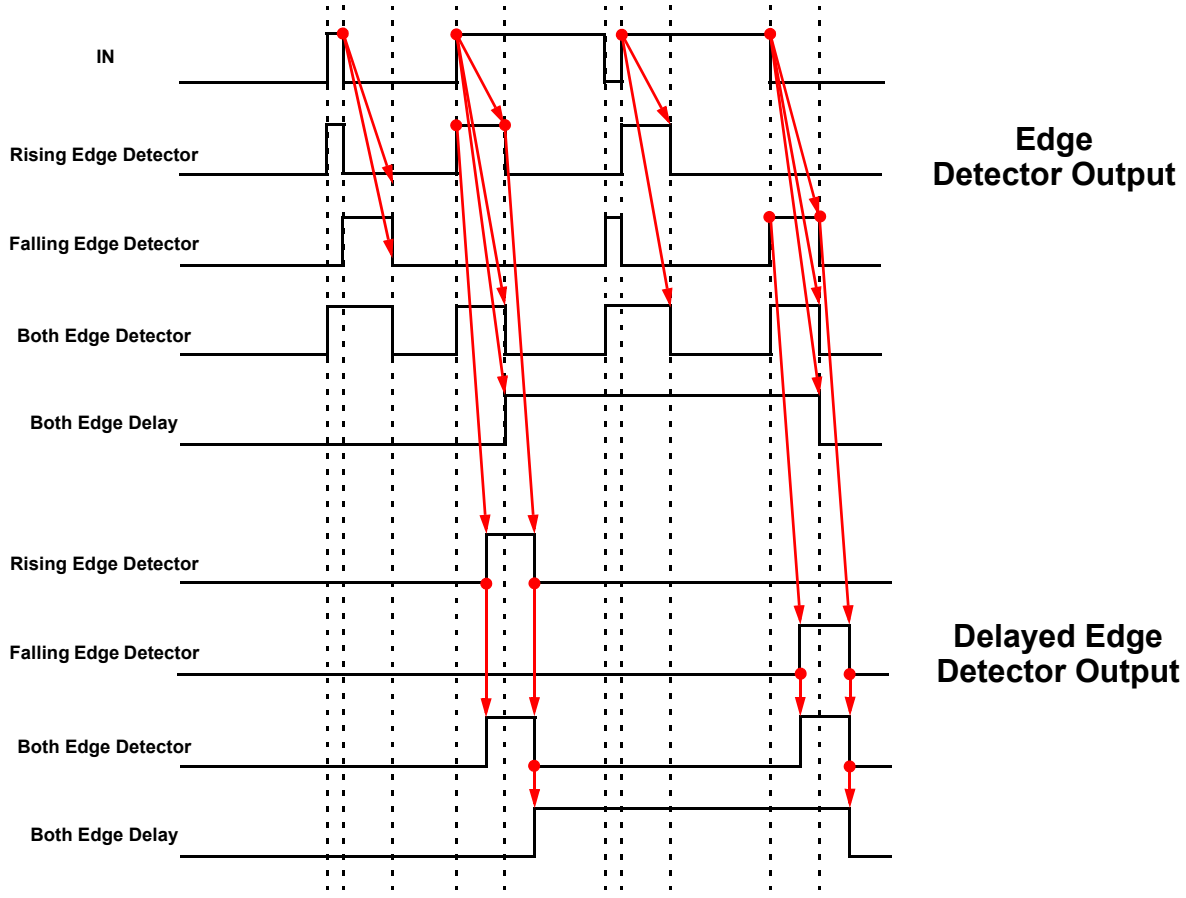 IN
Rising Edge Detector
Edge
Detector Output
Falling Edge Detector
Both Edge Detector
Both Edge Delay
Rising Edge Detector
Falling Edge Detector
Delayed Edge
Detector Output
Both Edge Detector
Both Edge Delay